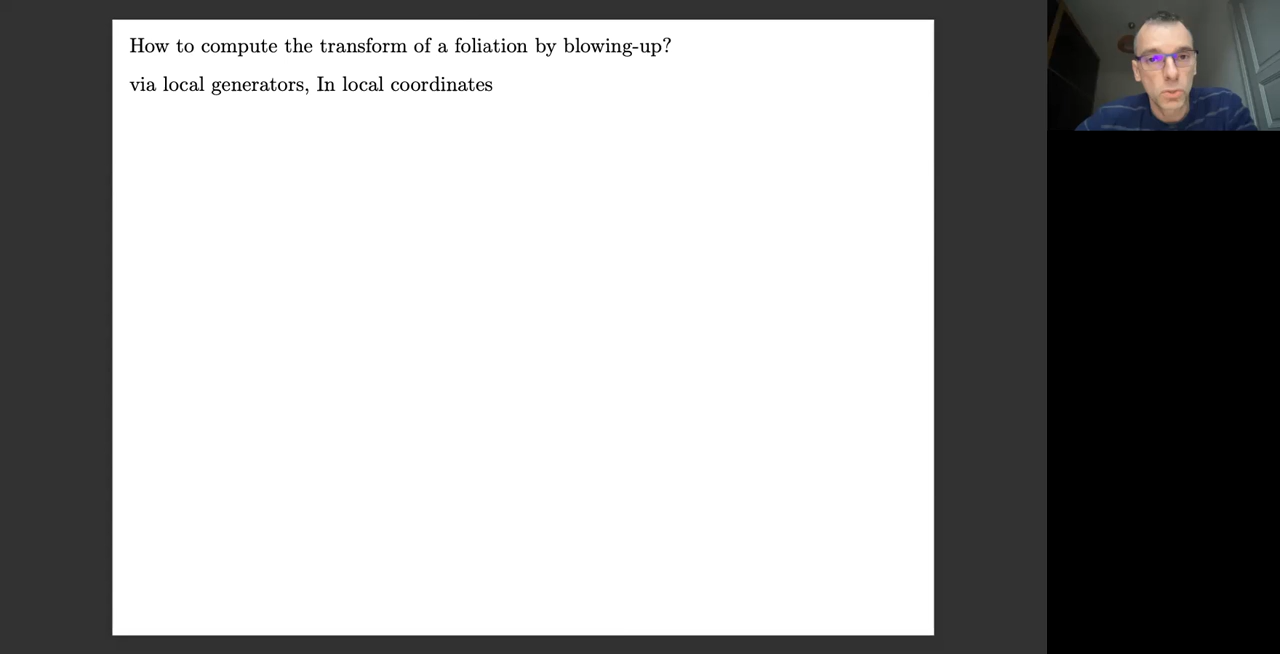 How to compute the transform of a foliation by blowing-up?
via local generators, In local coordinates